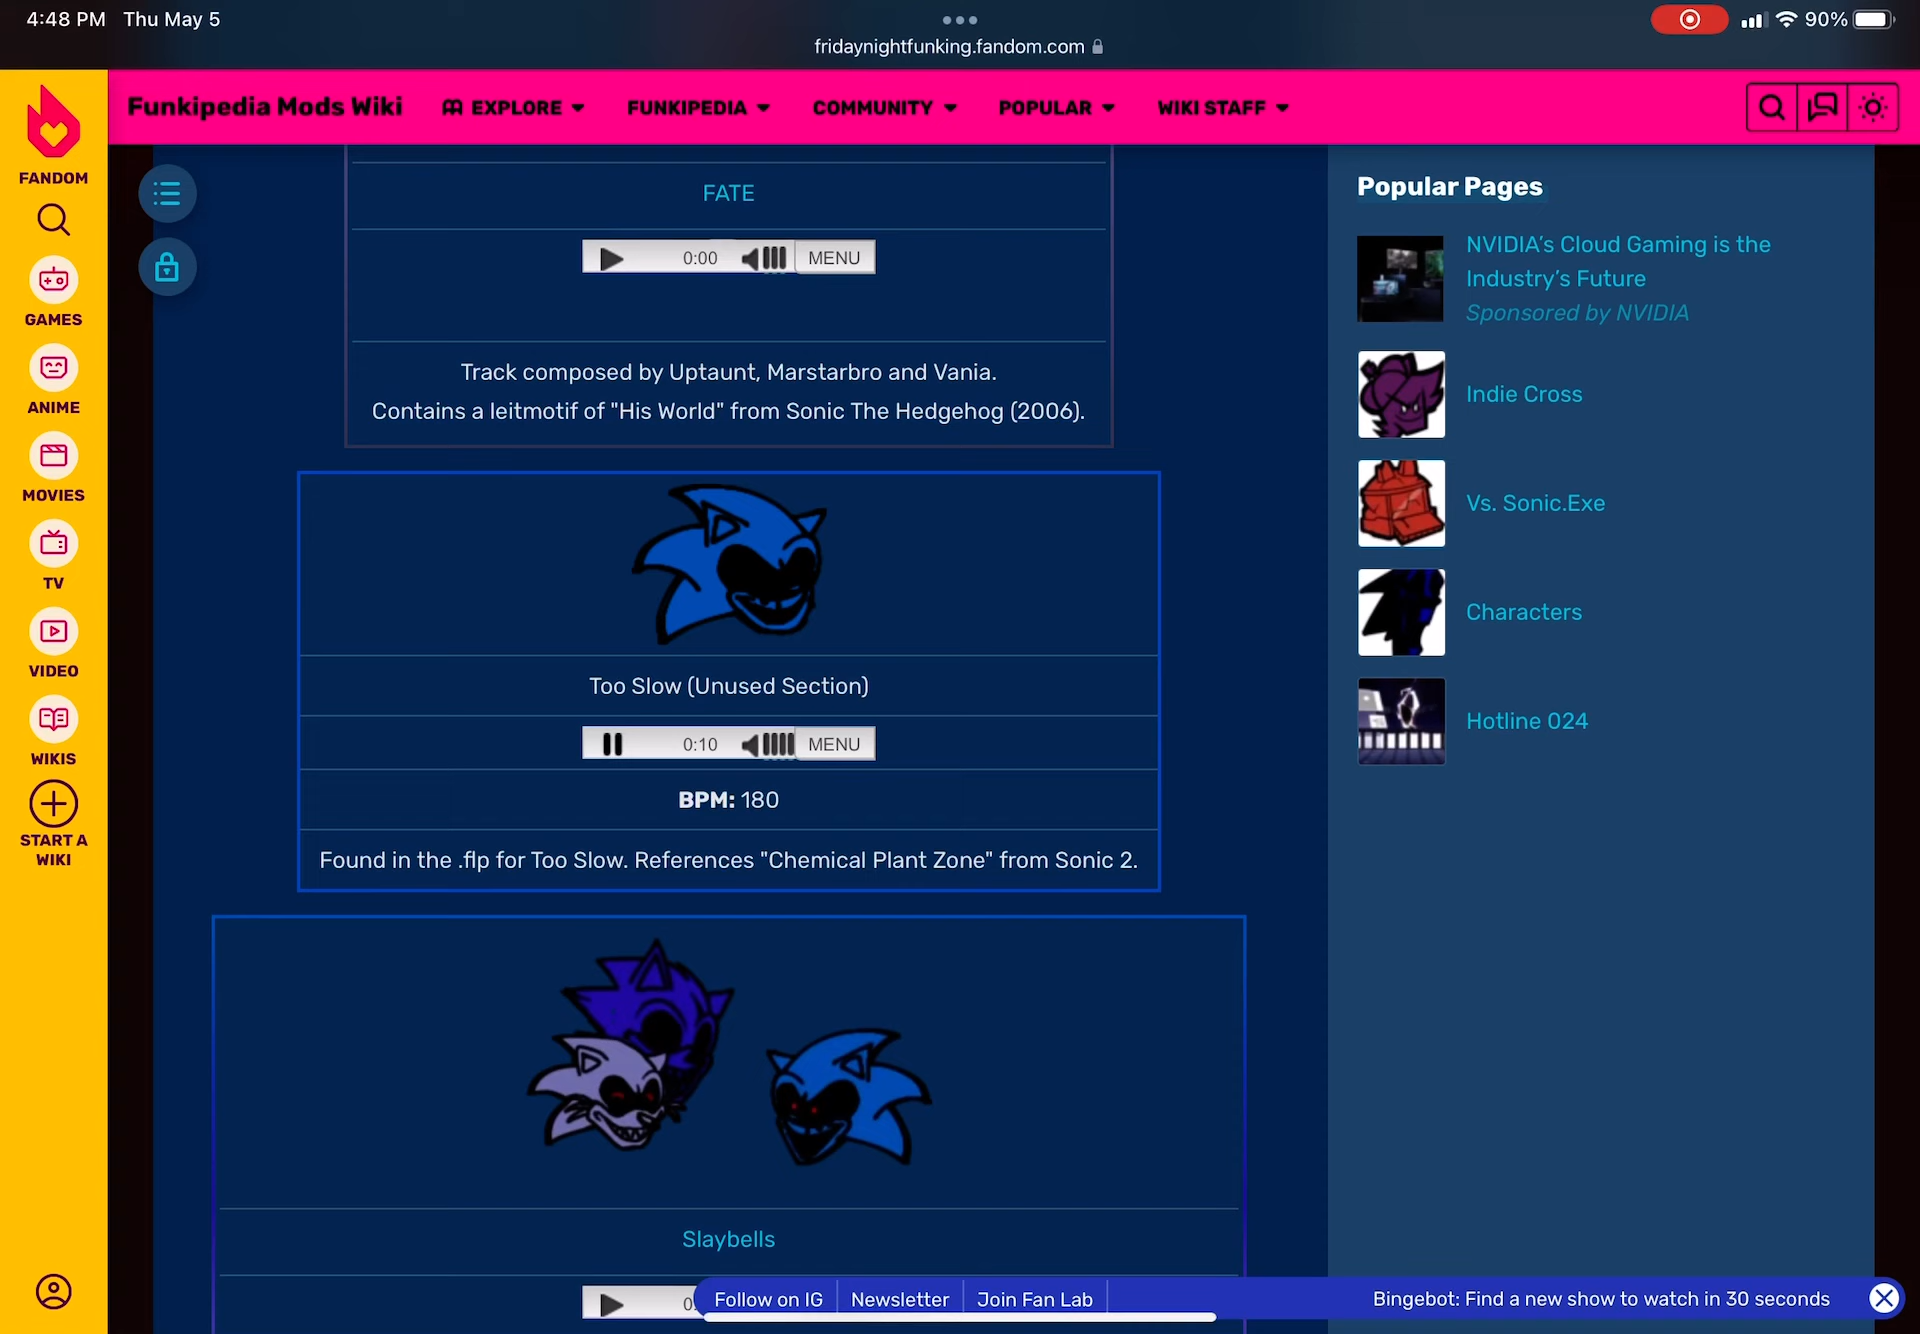 4:48 PM Thu May 5
90%
fridaynightfunking.fandom.com
Funkipedia Mods Wiki
EXPLORE
FUNKIPEDIA
COMMUNITY
POPULAR
WIKI STAFF
FANDOM
GAMES
ANIME
MOVIES
TV
VIDEO
WIKIS
START A
WIKI
FATE
0:00
MENU
Track composed by Uptaunt, Marstarbro and Vania.
Contains a leitmotif of "His World" from Sonic The Hedgehog (2006).
Too Slow (Unused Section)
0:10
MENU
BPM: 180
Found in the .flp for Too Slow. References "Chemical Plant Zone" from Sonic 2.
Slaybells
Popular Pages
NVIDIA's Cloud Gaming is the
Industry's Future
Sponsored by NVIDIA
Indie Cross
Vs. Sonic.Exe
Characters
Hotline 024
Follow on IG
Newsletter
Join Fan Lab
Bingebot: Find a new show to watch in 30 seconds